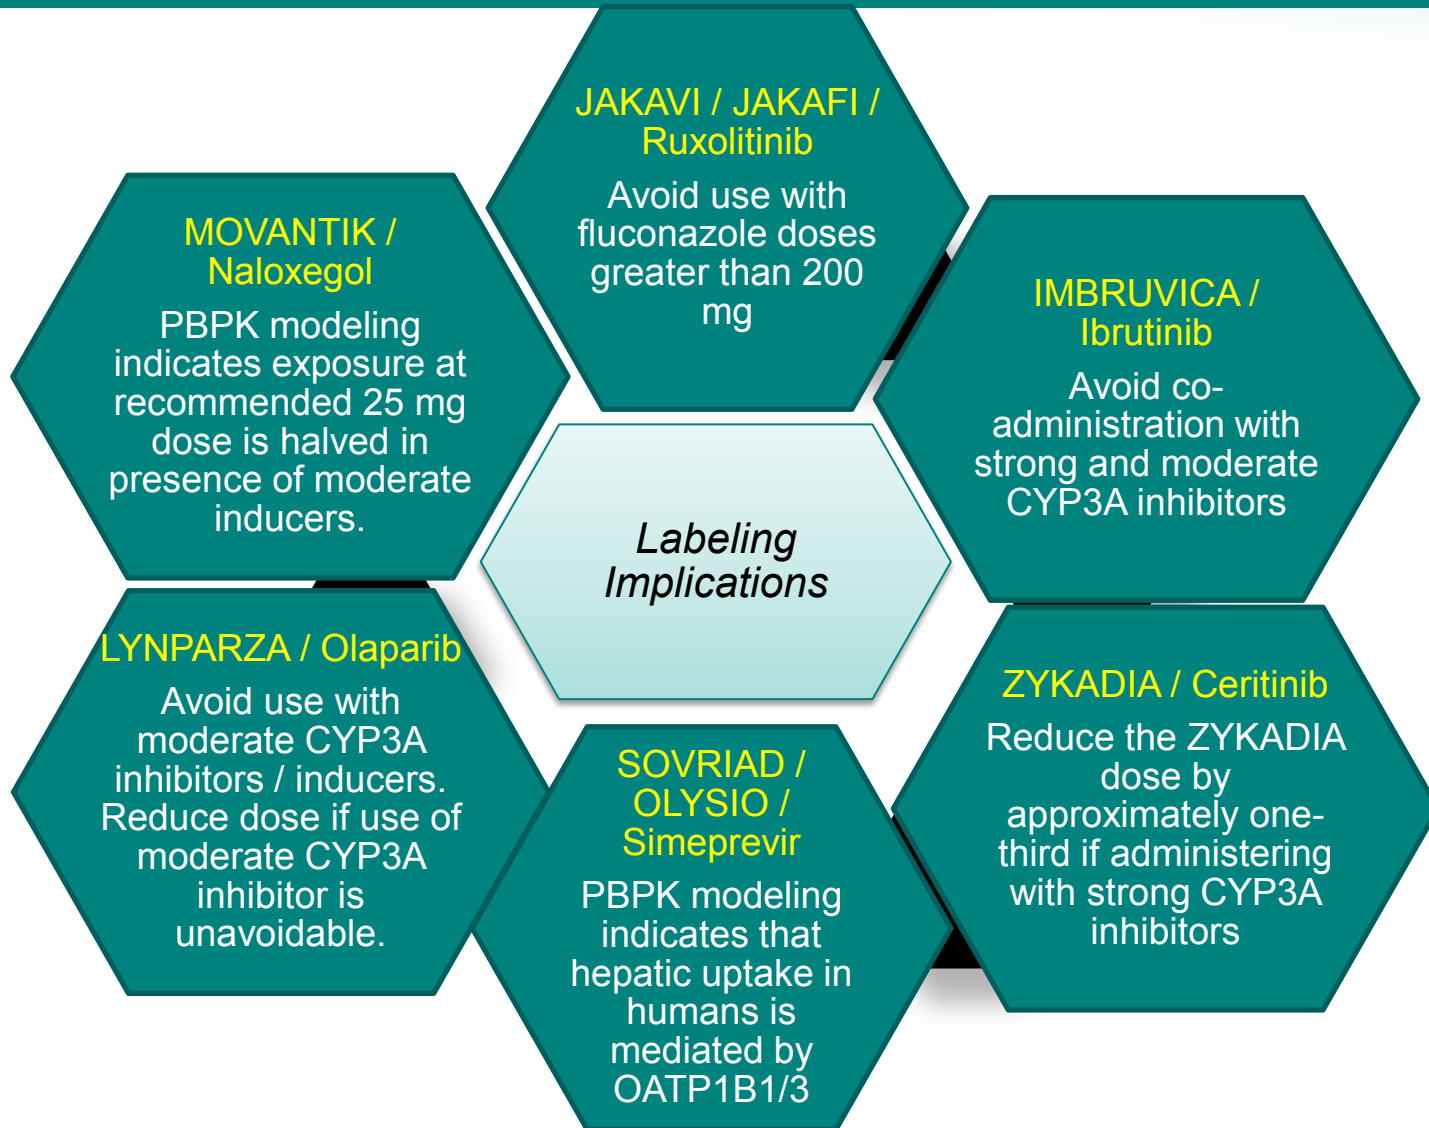 JAKAVI / JAKAFI /
Ruxolitinib
Avoid use with
fluconazole doses
greater than 200
mg
MOVANTIK /
Naloxegol
PBPK modeling
indicates exposure at
recommended 25 mg
dose is halved in
presence of moderate
inducers.
IMBRUVICA /
Ibrutinib
Avoid co-
administration with
strong and moderate
CYP3A inhibitors
Labeling
Implications
LYNPARZA / Olaparib
Avoid use with
moderate CYP3A
inhibitors / inducers.
Reduce dose if use of
moderate CYP3A
inhibitor is
unavoidable.
ZYKADIA / Ceritinib
Reduce the ZYKADIA
dose by
approximately one-
third if administering
with strong CYP3A
inhibitors
SOVRIAD /
OLYSIO /
Simeprevir
PBPK modeling
indicates that
hepatic uptake in
humans is
mediated by
OATP1B1/3